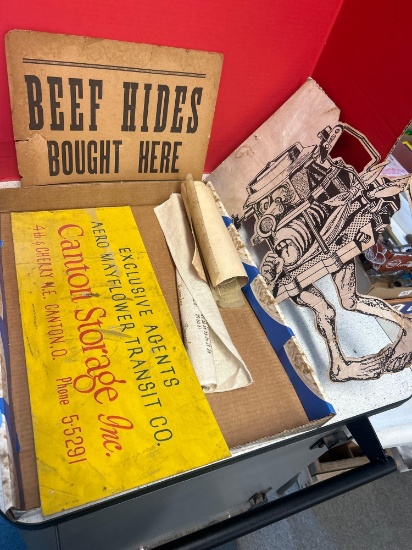 BEEF HIDES
BOUGHT HERE
EXCLUSIVE AGENTS
AERO MAYFLOWER TRANSIT CO.
Canton Storage Inc.
4th & CHERRY N.E. CANTON, O. Phone 5-5291